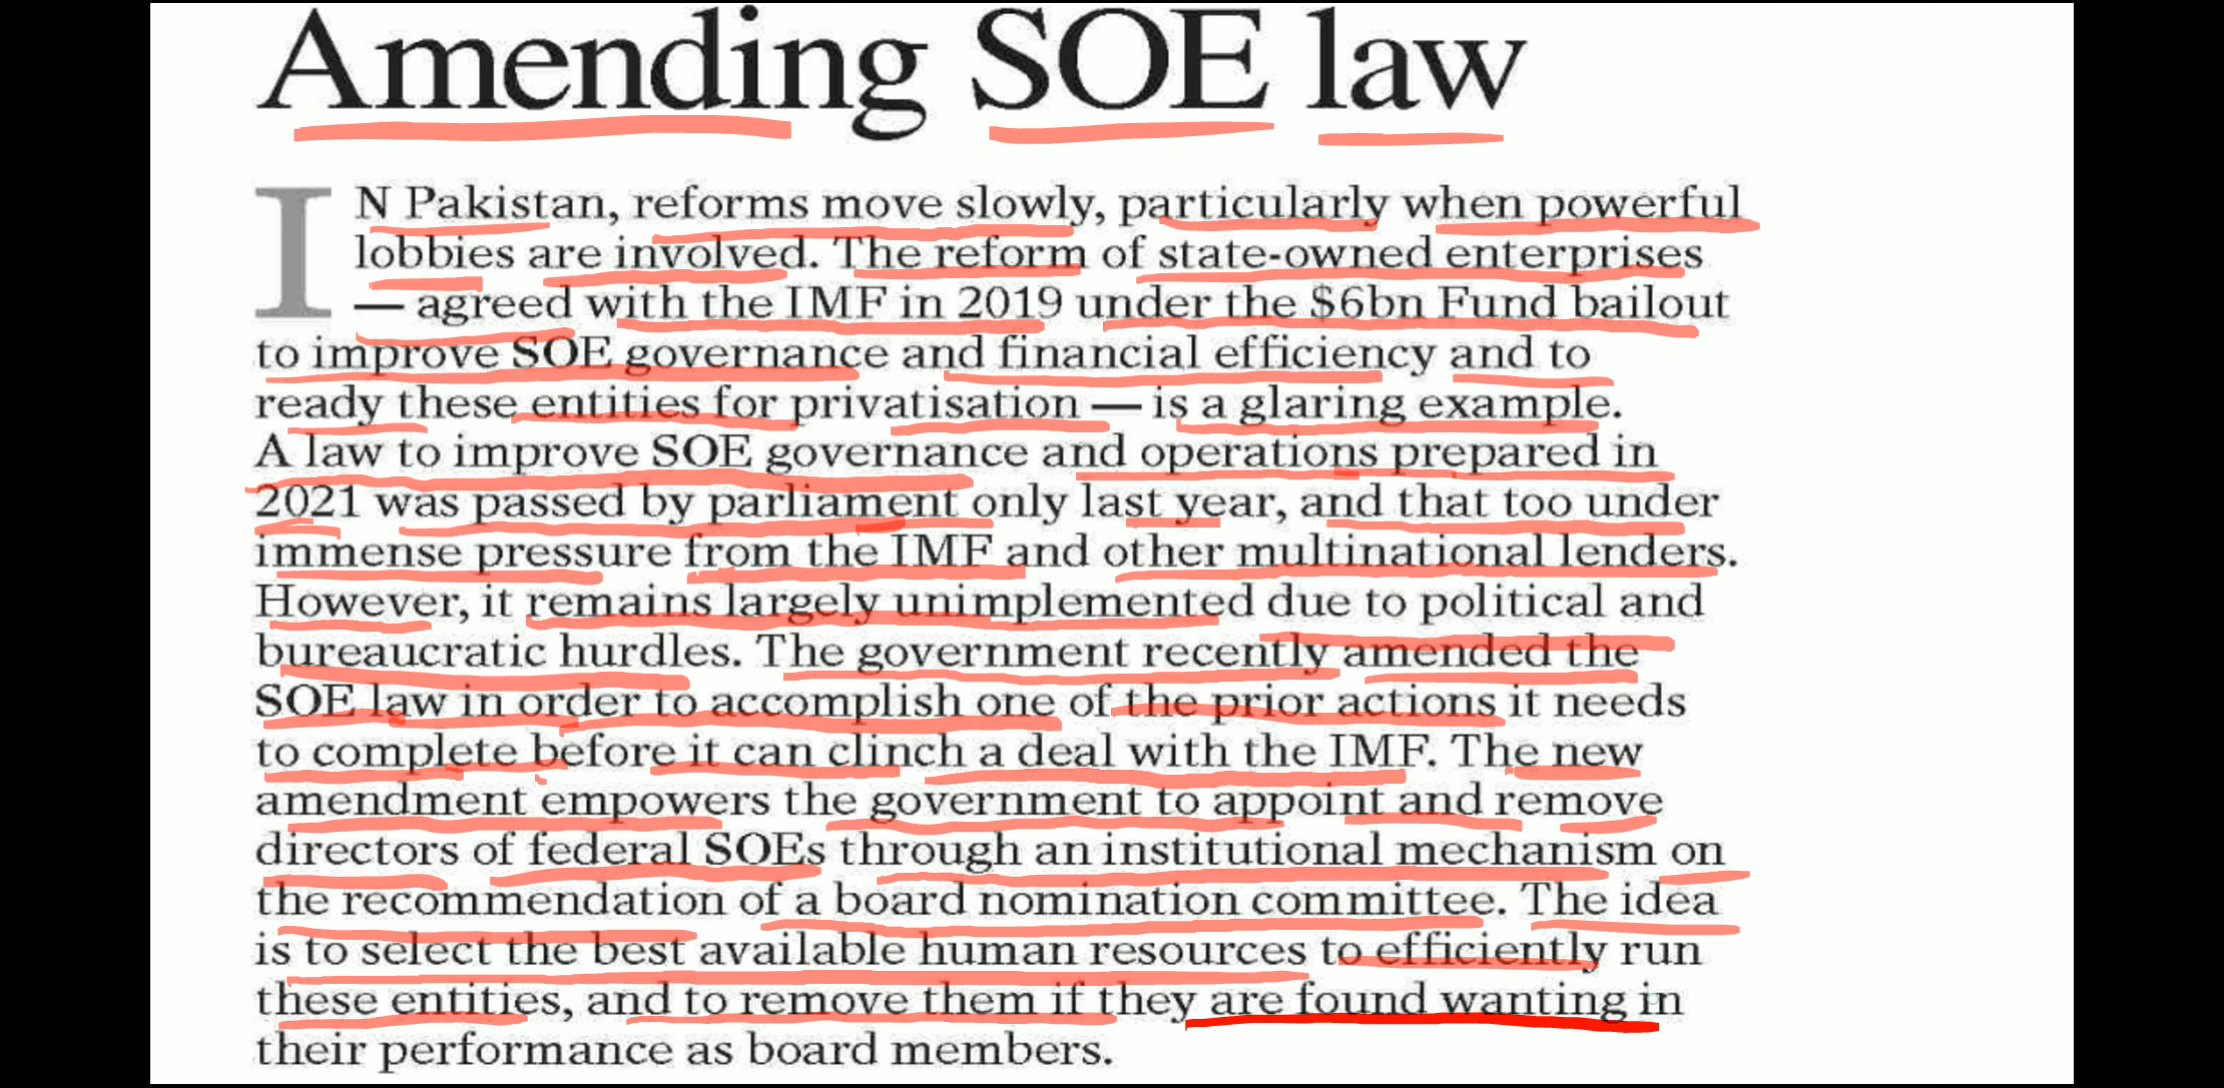 Amending SOE law
IN Pakistan, reforms move slowly, particularly when powerful
lobbies are involved. The reform of state-owned enterprises
— agreed with the IMF in 2019 under the $6bn Fund bailout
to improve SOE governance and financial efficiency and to
ready these entities for privatisation — is a glaring example.
A law to improve SOE governance and operations prepared in
2021 was passed by parliament only last year, and that too under
immense pressure from the IMF and other multinational lenders.
However, it remains largely unimplemented due to political and
bureaucratic hurdles. The government recently amended the
SOE law in order to accomplish one of the prior actions it needs
to complete before it can clinch a deal with the IMF. The new
amendment empowers the government to appoint and remove
directors of federal SOEs through an institutional mechanism on
the recommendation of a board nomination committee. The idea
is to select the best available human resources to efficiently run
these entities, and to remove them if they are found wanting in
their performance as board members.